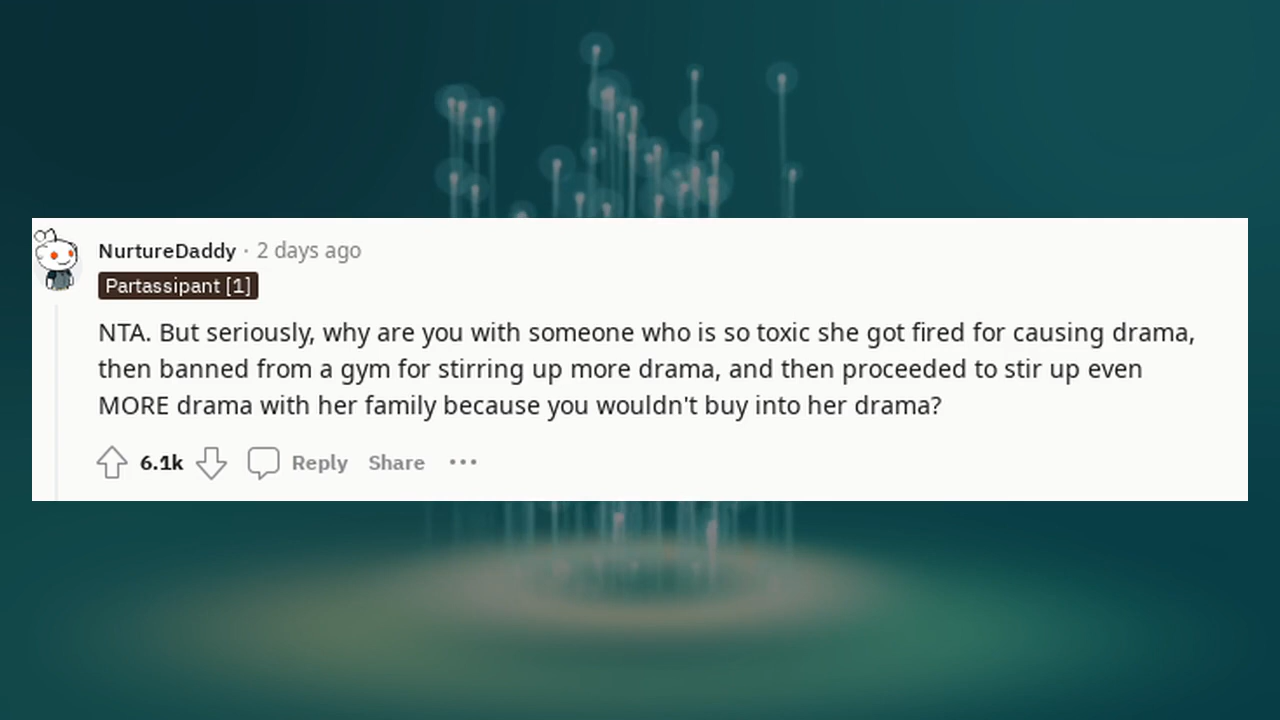 NurtureDaddy · 2 days ago
Partassipant [1]
NTA. But seriously, why are you with someone who is so toxic she got fired for causing drama,
then banned from a gym for stirring up more drama, and then proceeded to stir up even
MORE drama with her family because you wouldn't buy into her drama?
6.1k Reply Share ···